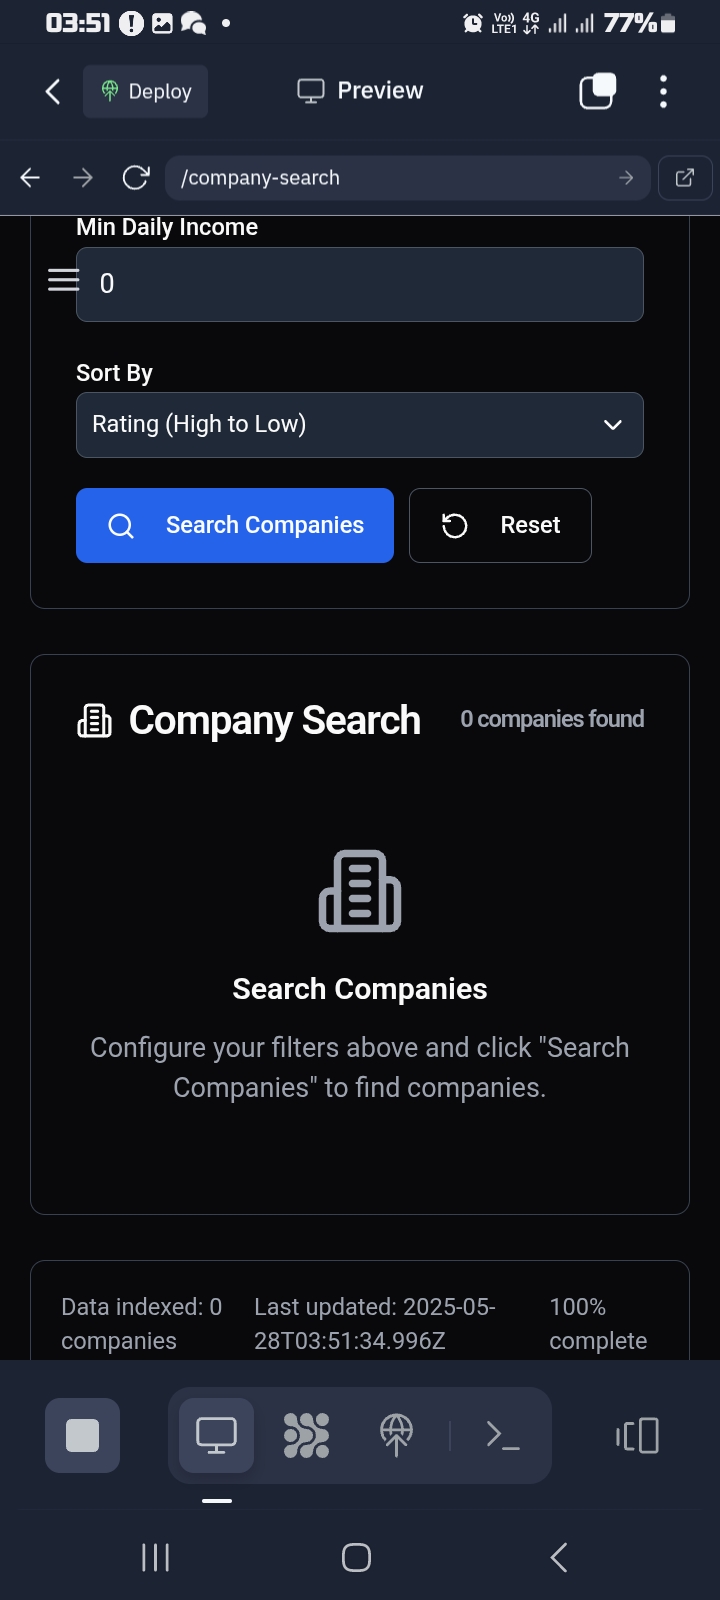 03:51
Vo)) 4G
LTE1
77%
Deploy
Preview
/company-search
Min Daily Income
0
Sort By
Rating (High to Low)
Search Companies
Reset
Company Search
0 companies found
Search Companies
Configure your filters above and click "Search
Companies" to find companies.
Data indexed: 0
companies
Last updated: 2025-05-
28T03:51:34.996Z
100%
complete